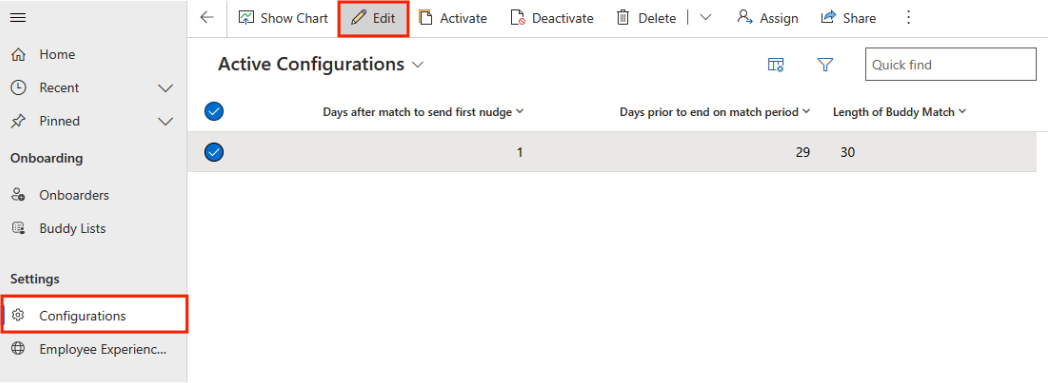 Show Chart Edit Activate Deactivate Delete Assign Share
Home
Recent
Pinned
Onboarding
Onboarders
Buddy Lists
Settings
Configurations
Employee Experienc...
Active Configurations
Quick find
Days after match to send first nudge Days prior to end on match period Length of Buddy Match
1 29 30